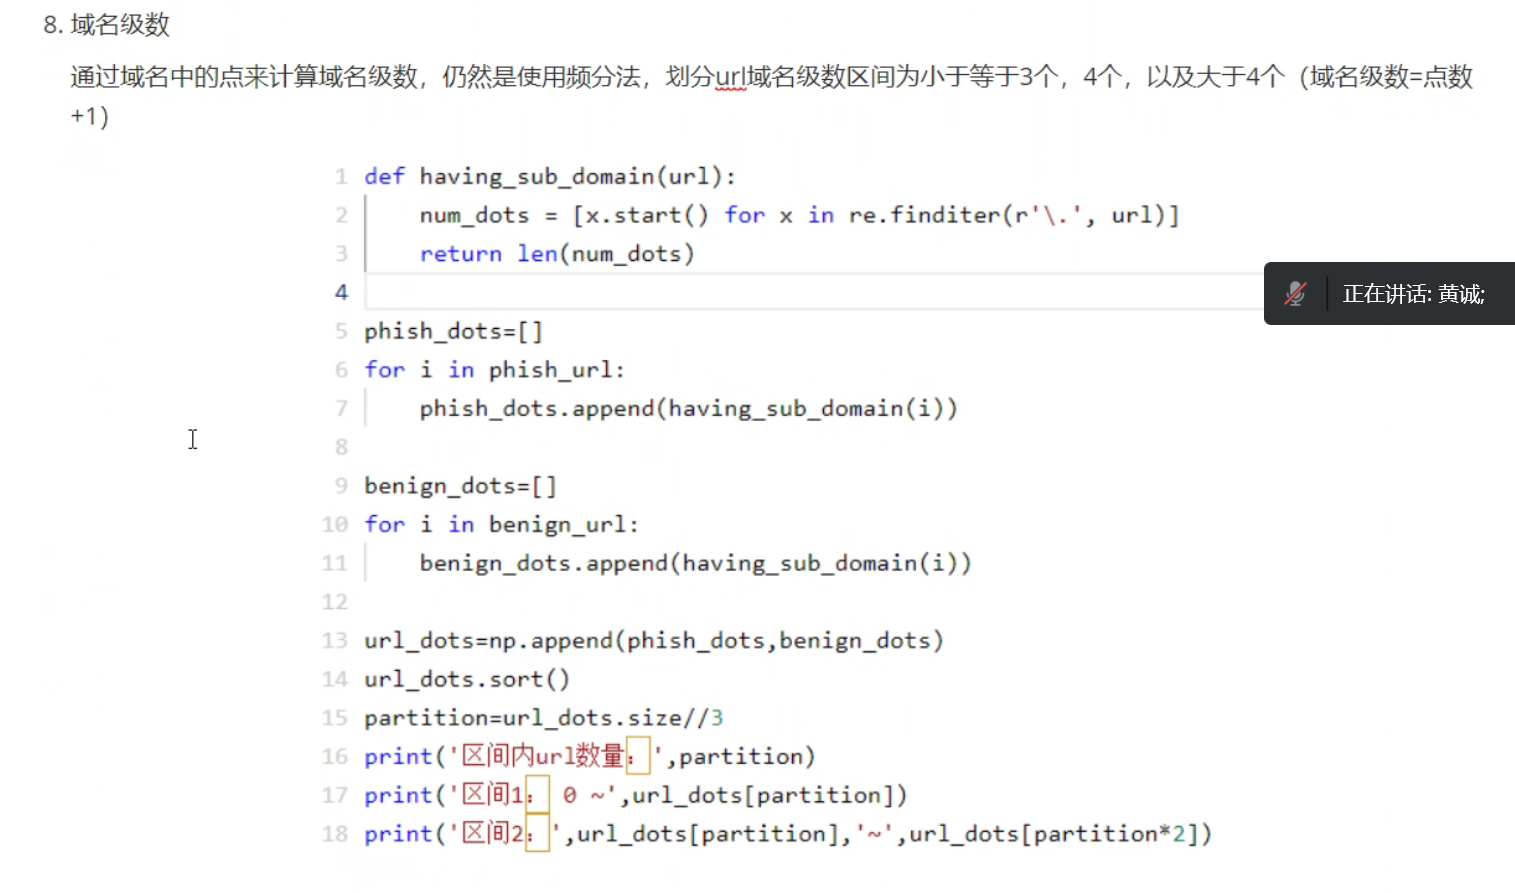 8. 域名级数
通过域名中的点来计算域名级数，仍然是使用频分法，划分url域名级数区间为小于等于3个，4个，以及大于4个（域名级数=点数
+1）
1 def having_sub_domain(url):
2     num_dots = [x.start() for x in re.finditer(r'\.', url)]
3     return len(num_dots)
4
正在讲话: 黄诚;
5 phish_dots=[]
6 for i in phish_url:
7     phish_dots.append(having_sub_domain(i))
8
9 benign_dots=[]
10 for i in benign_url:
11     benign_dots.append(having_sub_domain(i))
12
13 url_dots=np.append(phish_dots,benign_dots)
14 url_dots.sort()
15 partition=url_dots.size//3
16 print('区间内url数量：',partition)
17 print('区间1： 0 ~',url_dots[partition])
18 print('区间2：',url_dots[partition],'~',url_dots[partition*2])